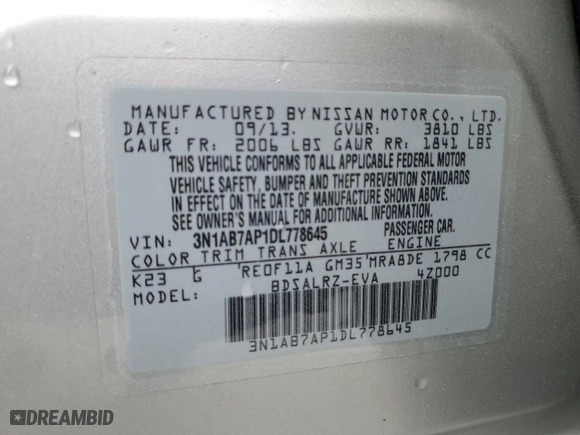 MANUFACTURED BY NISSAN MOTOR CO., LTD.
DATE: 09/13. GVWR: 3810 LBS
GAWR FR: 2006 LBS GAWR RR: 1841 LBS
THIS VEHICLE CONFORMS TO ALL APPLICABLE FEDERAL MOTOR
VEHICLE SAFETY, BUMPER AND THEFT PREVENTION STANDARDS
IN EFFECT ON THE DATE OF MANUFACTURE SHOWN ABOVE.
SEE OWNER'S MANUAL FOR ADDITIONAL INFORMATION.
VIN: 3N1AB7AP1DL778645 PASSENGER CAR.
COLOR TRIM TRANS AXLE ENGINE
K23 G 'RE0F11A GM35'MRA8DE 1798 CC
MODEL: BDSALRZ-EVA 4Z000
3N1AB7AP1DL778645
DREAMBID